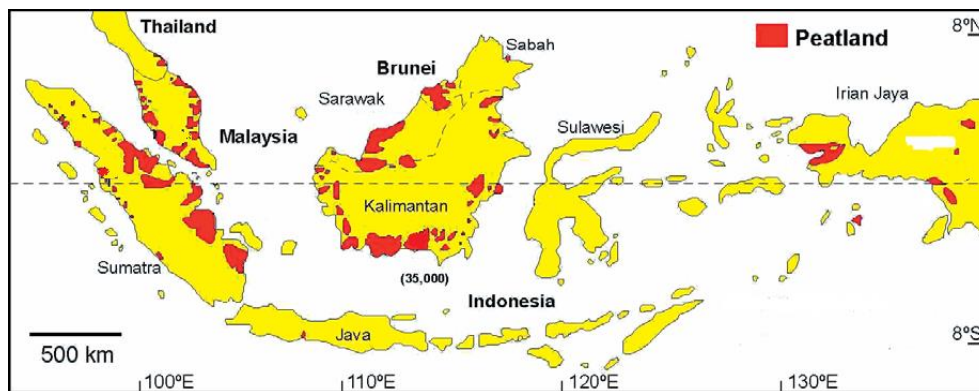 Thailand
8ºN
Peatland
Sabah
Brunei
Sarawak
Irian Jaya
Malaysia
Sulawesi
Kalimantan
Sumatra
(35,000)
Indonesia
Java
8ºS
500 km
100ºE
110ºE
120ºE
130ºE